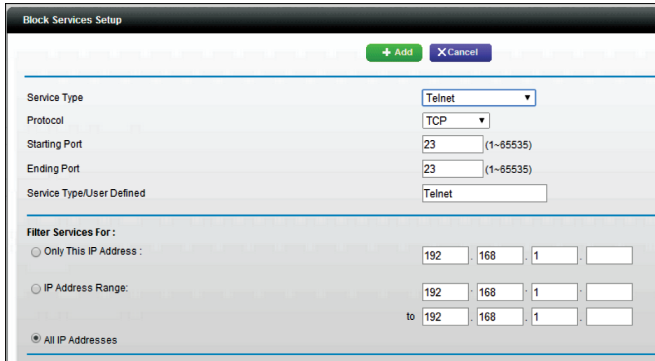 Block Services Setup
+ Add X Cancel
Service Type Telnet
Protocol TCP
Starting Port 23 (1~65535)
Ending Port 23 (1~65535)
Service Type/User Defined Telnet
Filter Services For :
Only This IP Address : 192 . 168 . 1 .
IP Address Range: 192 . 168 . 1 .
to 192 . 168 . 1 .
All IP Addresses